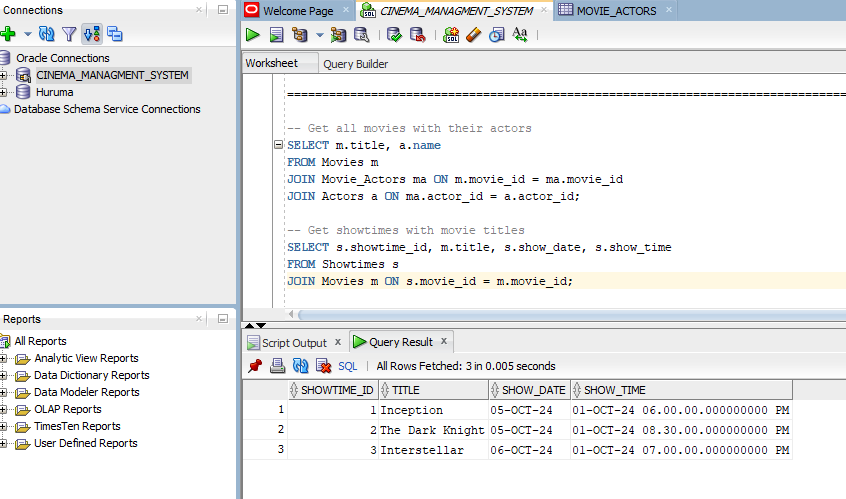 Connections
Oracle Connections
CINEMA_MANAGMENT_SYSTEM
Huruma
Database Schema Service Connections
Reports
All Reports
Analytic View Reports
Data Dictionary Reports
Data Modeler Reports
OLAP Reports
TimesTen Reports
User Defined Reports
Welcome Page CINEMA_MANAGMENT_SYSTEM MOVIE_ACTORS
SQL Aa
Worksheet Query Builder
================================================================================
-- Get all movies with their actors
SELECT m.title, a.name
FROM Movies m
JOIN Movie_Actors ma ON m.movie_id = ma.movie_id
JOIN Actors a ON ma.actor_id = a.actor_id;
-- Get showtimes with movie titles
SELECT s.showtime_id, m.title, s.show_date, s.show_time
FROM Showtimes s
JOIN Movies m ON s.movie_id = m.movie_id;
Script Output x Query Result x
SQL | All Rows Fetched: 3 in 0.005 seconds
SHOWTIME_ID TITLE SHOW_DATE SHOW_TIME
1 1 Inception 05-OCT-24 01-OCT-24 06.00.00.000000000 PM
2 2 The Dark Knight 05-OCT-24 01-OCT-24 08.30.00.000000000 PM
3 3 Interstellar 06-OCT-24 01-OCT-24 07.00.00.000000000 PM